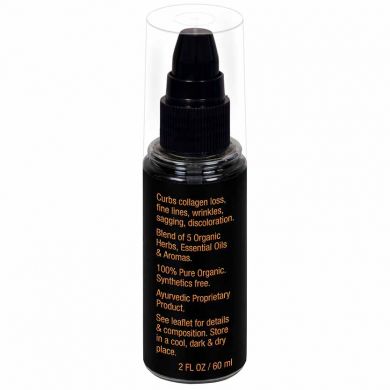 Curbs collagen loss,
fine lines, wrinkles,
sagging, discoloration.
Blend of 5 Organic
Herbs, Essential Oils
& Aromas.
100% Pure Organic.
Synthetics free.
Ayurvedic Proprietary
Product.
See leaflet for details
& composition. Store
in a cool, dark & dry
place.
2 FL OZ / 60 ml